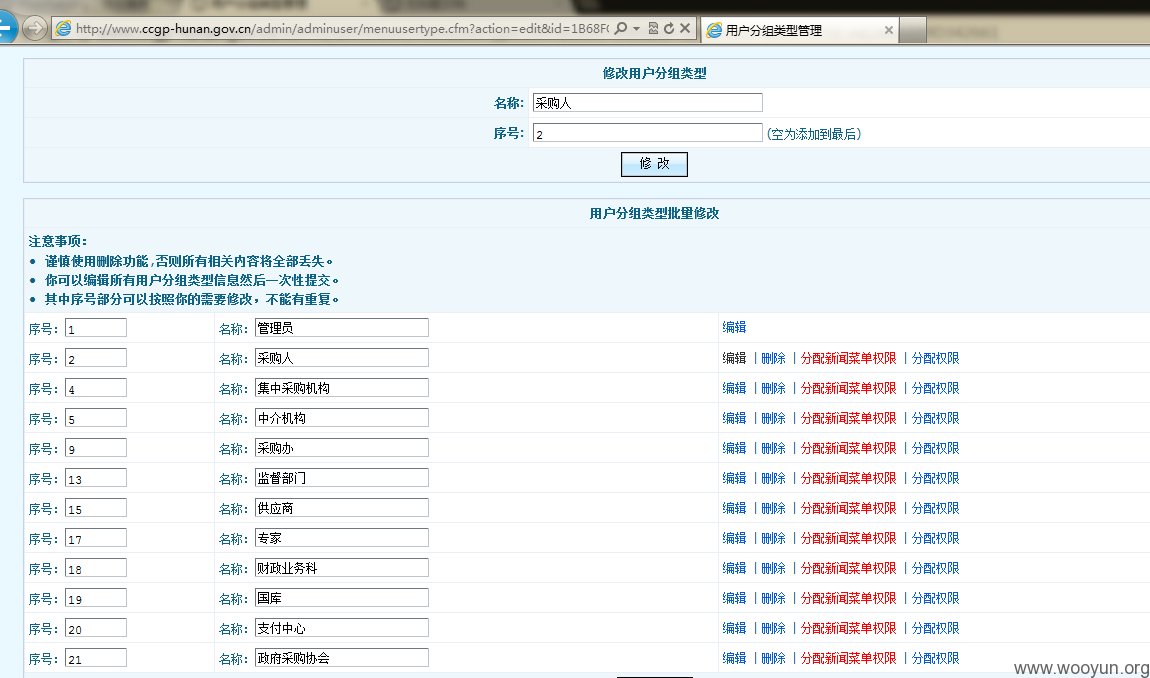 http://www.ccgp-hunan.gov.cn/admin/adminuser/menuusertype.cfm?action=edit&id=1B68F 用户分组类型管理
修改用户分组类型
名称: 采购人
序号: 2 (空为添加到最后)
修 改
用户分组类型批量修改
注意事项:
• 谨慎使用删除功能,否则所有相关内容将全部丢失。
• 你可以编辑所有用户分组类型信息然后一次性提交。
• 其中序号部分可以按照你的需要修改，不能有重复。
序号: 1 名称: 管理员 编辑
序号: 2 名称: 采购人 编辑 | 删除 | 分配新闻菜单权限 | 分配权限
序号: 4 名称: 集中采购机构 编辑 | 删除 | 分配新闻菜单权限 | 分配权限
序号: 5 名称: 中介机构 编辑 | 删除 | 分配新闻菜单权限 | 分配权限
序号: 9 名称: 采购办 编辑 | 删除 | 分配新闻菜单权限 | 分配权限
序号: 13 名称: 监督部门 编辑 | 删除 | 分配新闻菜单权限 | 分配权限
序号: 15 名称: 供应商 编辑 | 删除 | 分配新闻菜单权限 | 分配权限
序号: 17 名称: 专家 编辑 | 删除 | 分配新闻菜单权限 | 分配权限
序号: 18 名称: 财政业务科 编辑 | 删除 | 分配新闻菜单权限 | 分配权限
序号: 19 名称: 国库 编辑 | 删除 | 分配新闻菜单权限 | 分配权限
序号: 20 名称: 支付中心 编辑 | 删除 | 分配新闻菜单权限 | 分配权限
序号: 21 名称: 政府采购协会 编辑 | 删除 | 分配新闻菜单权限 | 分配权限
www.wooyun.org